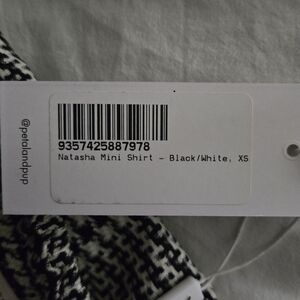 @petalandpup
9357425887978
Natasha Mini Shirt - Black/White, XS